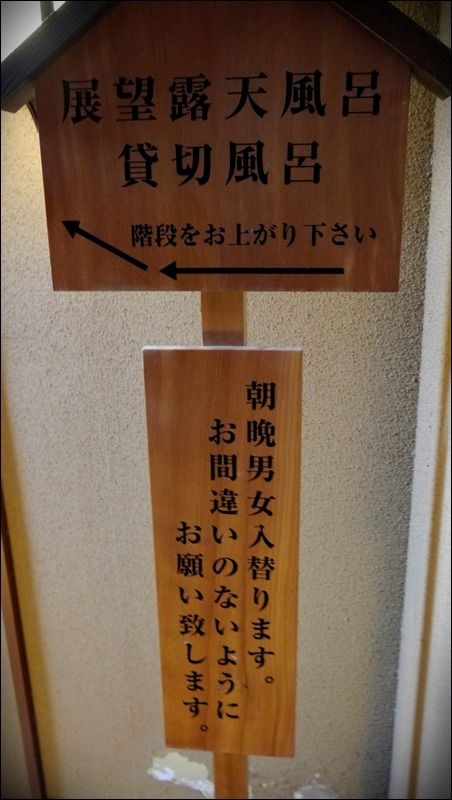 展望露天風呂
貸切風呂
階段をお上がり下さい
朝晩男女入替ります。
お間違いのないように
お願い致します。